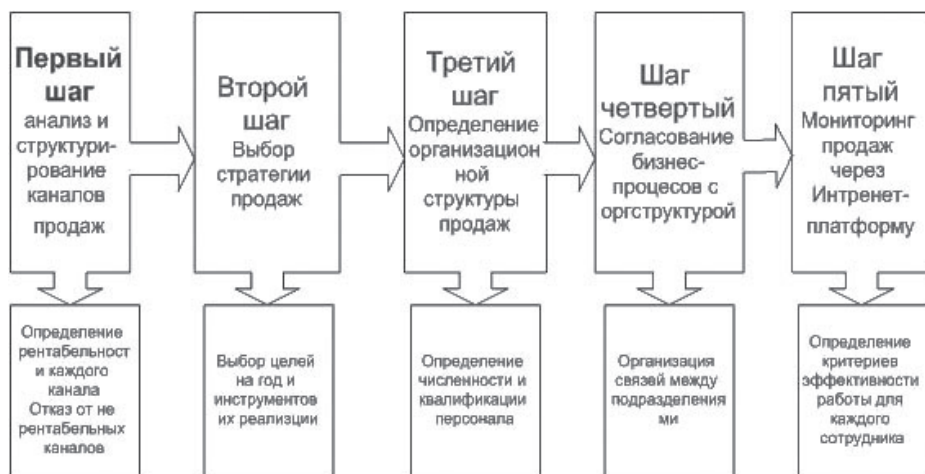 Первый
шаг
анализ и
структури-
рование
каналов
продаж
Второй
шаг
Выбор
стратегии
продаж
Третий
шаг
Определение
организацион
ной
структуры
продаж
Шаг
четвертый
Согласование
бизнес-
процесов с
оргструктурой
Шаг
пятый
Мониторинг
продаж
через
Интренет-
платформу
Определение
рентабельност
и каждого
канала
Отказ от не
рентабельных
каналов
Выбор целей
на год и
инструментов
их реализции
Определение
численности и
квалификации
персонала
Организация
связей между
подразделения
ми
Определение
критериев
эффективности
работы для
каждого
сотрудника